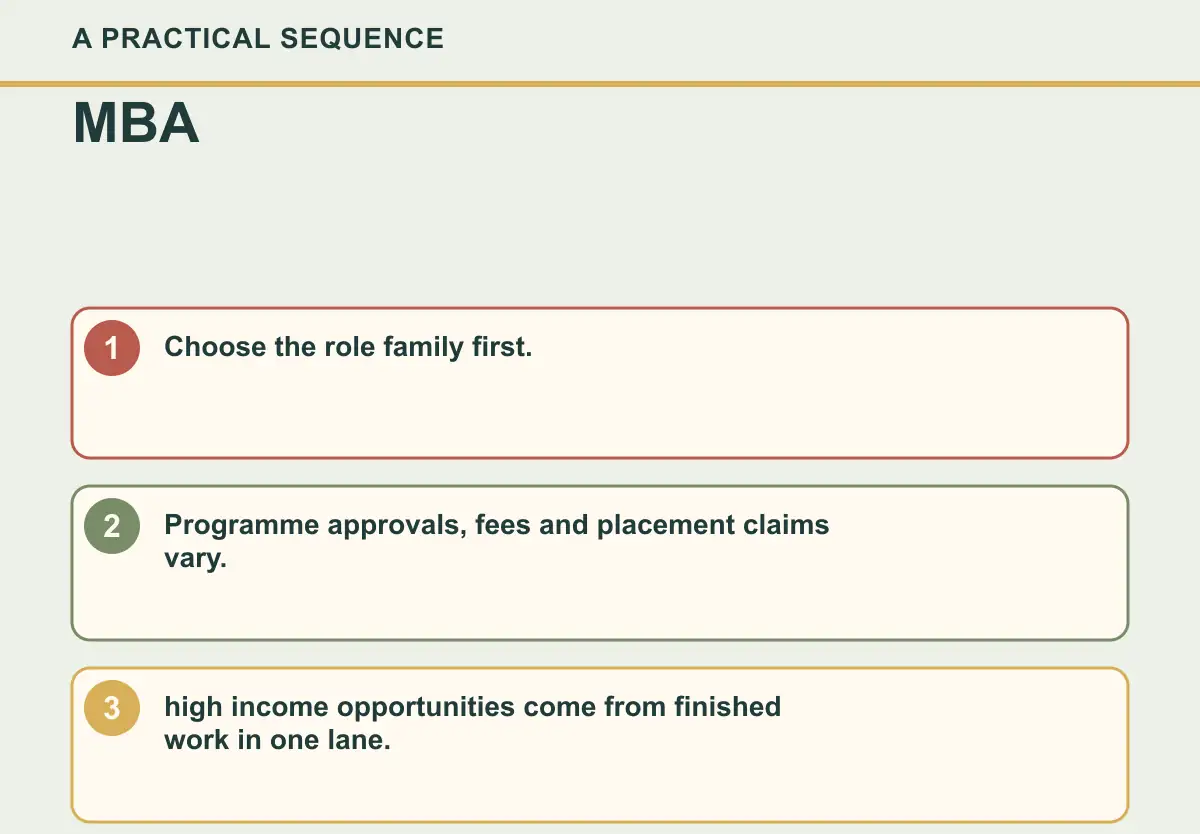 A PRACTICAL SEQUENCE
MBA
1
Choose the role family first.
2
Programme approvals, fees and placement claims
vary.
3
high income opportunities come from finished
work in one lane.